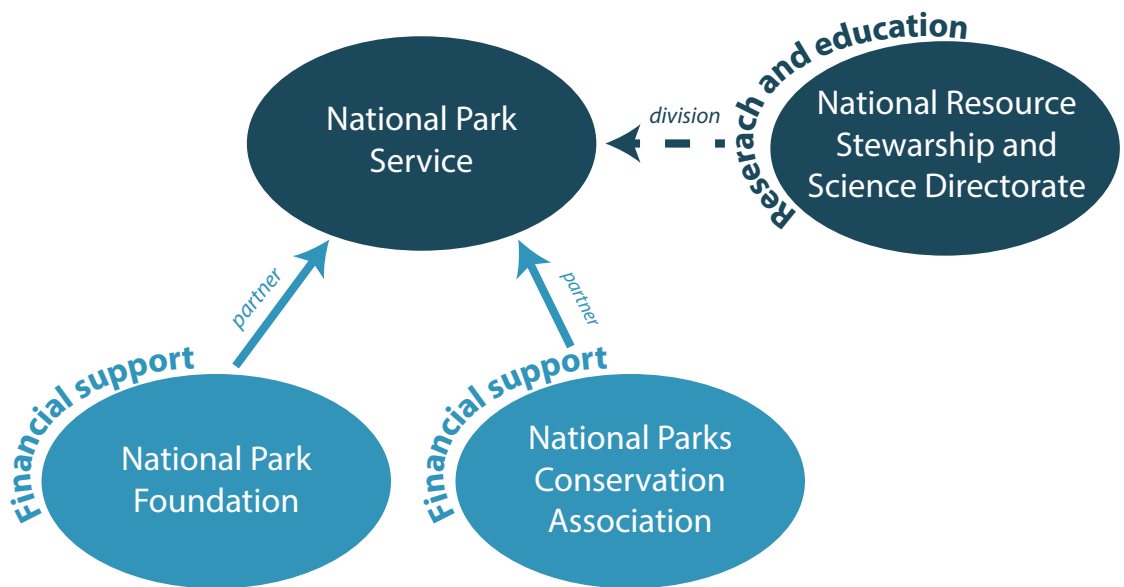 National Park
Service
division
Reserach and education
National Resource
Stewarship and
Science Directorate
partner
partner
Financial support
National Park
Foundation
Financial support
National Parks
Conservation
Association